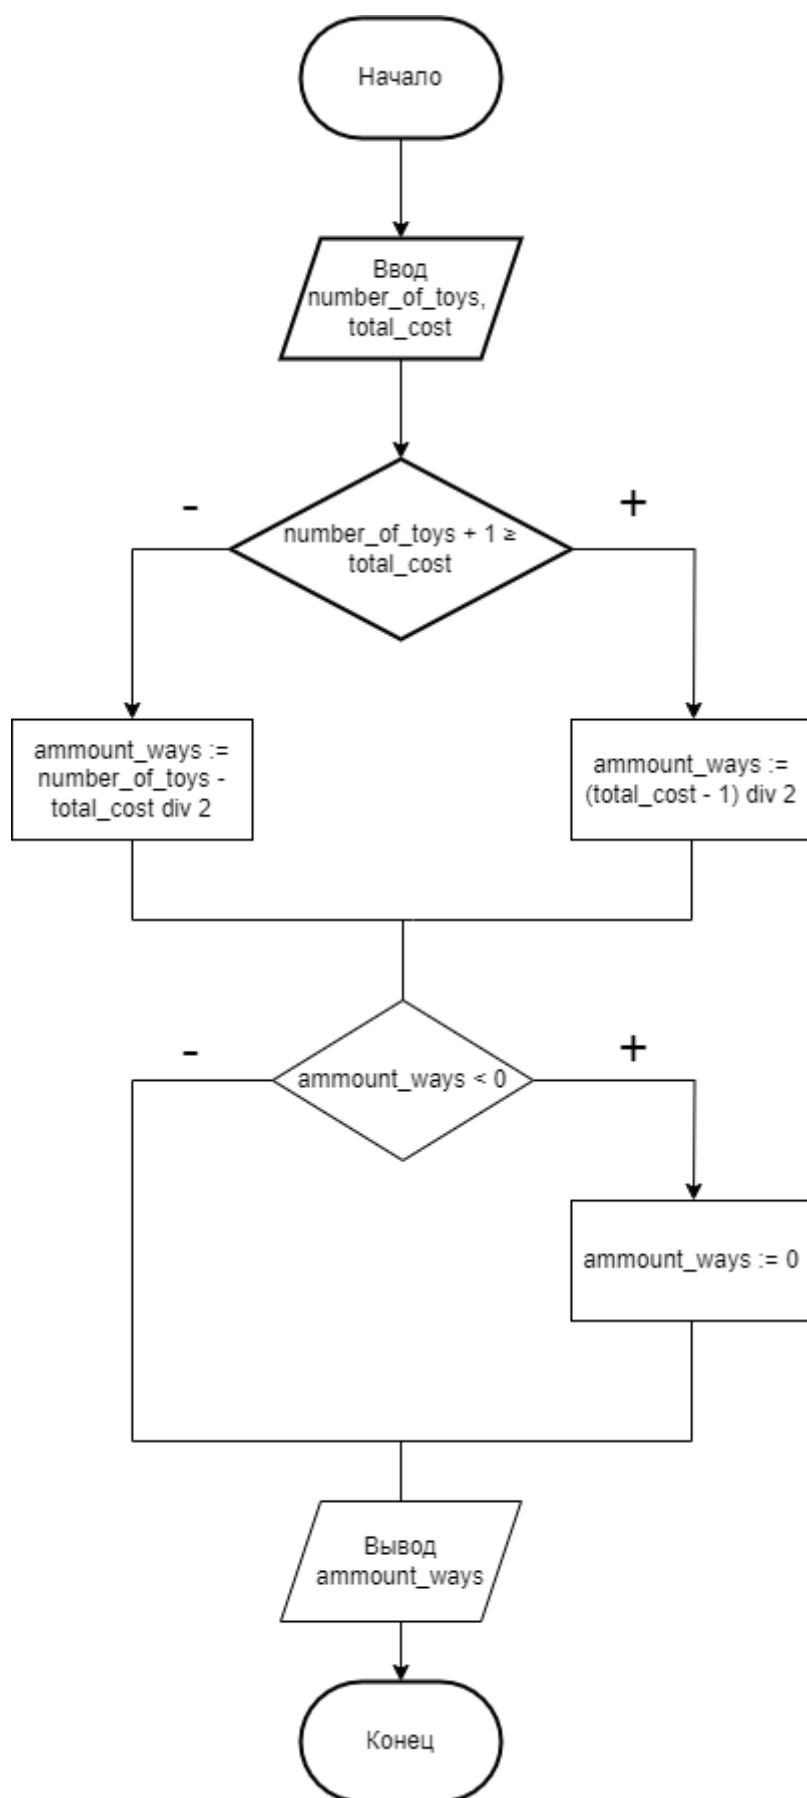 Начало
Ввод
number_of_toys,
total_cost
-
+
number_of_toys + 1 ≥
total_cost
ammount_ways :=
number_of_toys -
total_cost div 2
ammount_ways :=
(total_cost - 1) div 2
-
+
ammount_ways < 0
ammount_ways := 0
Вывод
ammount_ways
Конец